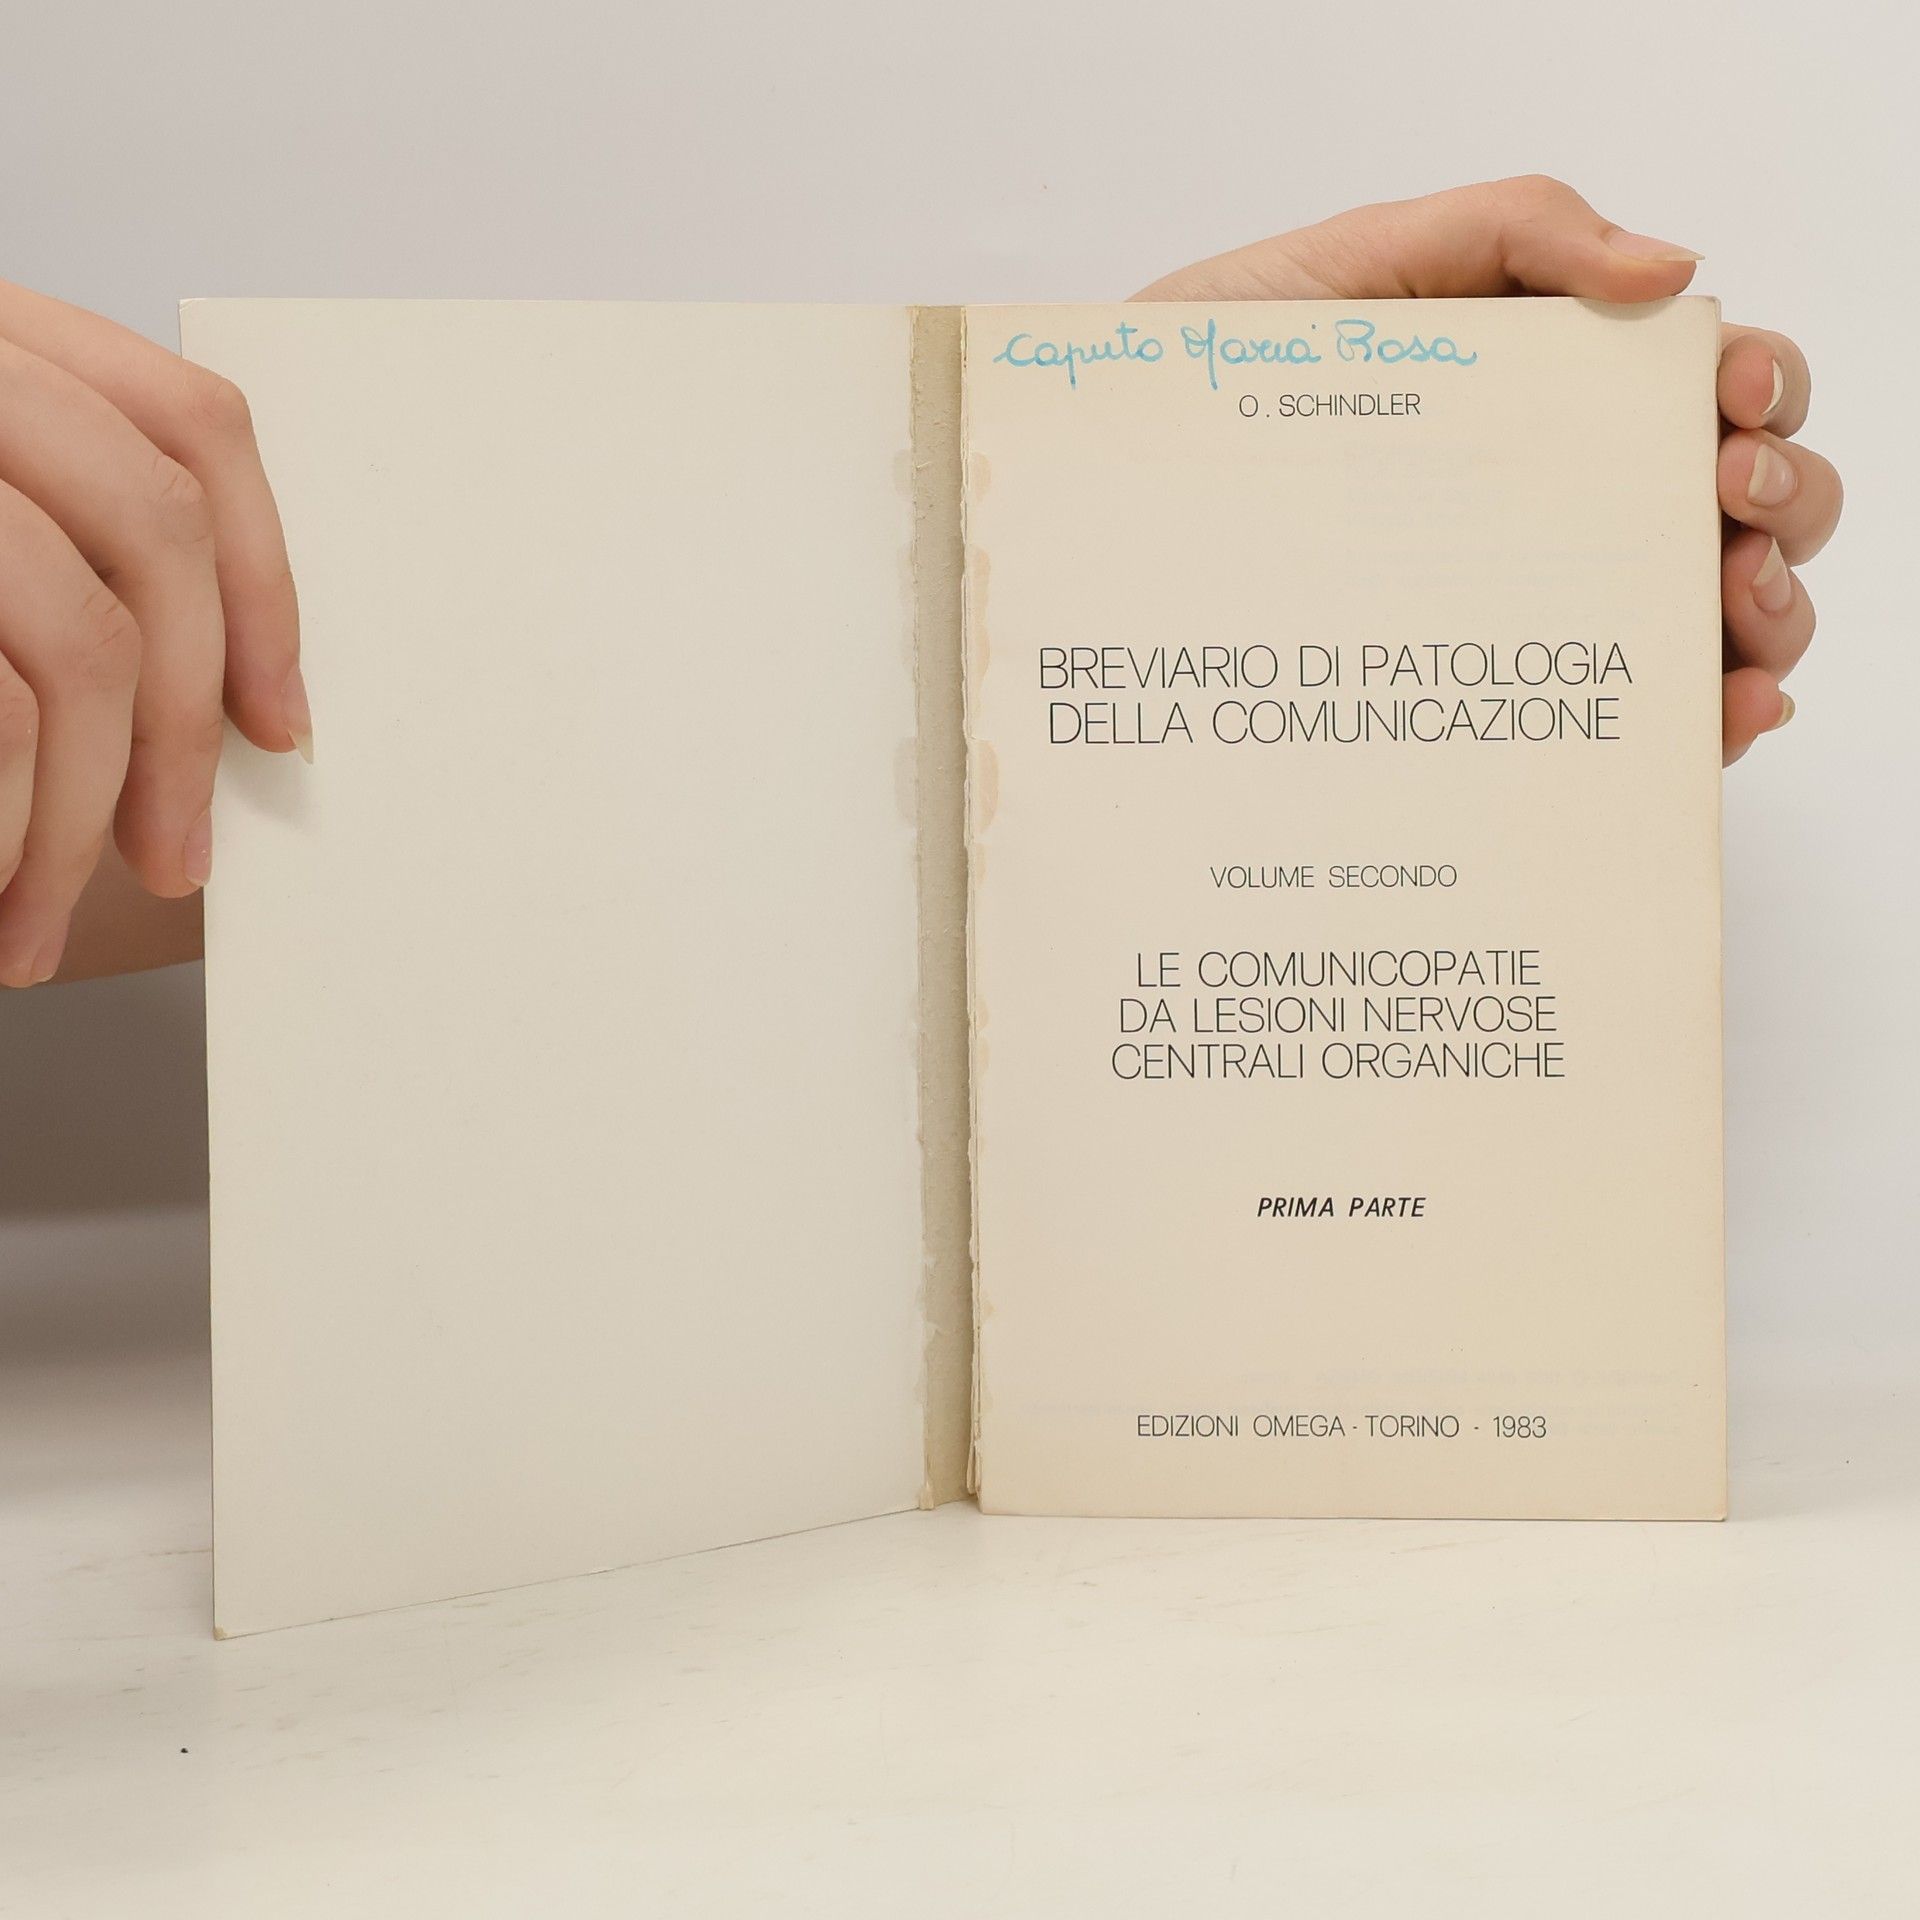 Caputo Maria Rosa
O. SCHINDLER
BREVIARIO DI PATOLOGIA
DELLA COMUNICAZIONE
VOLUME SECONDO
LE COMUNICOPATIE
DA LESIONI NERVOSE
CENTRALI ORGANICHE
PRIMA PARTE
EDIZIONI OMEGA - TORINO - 1983